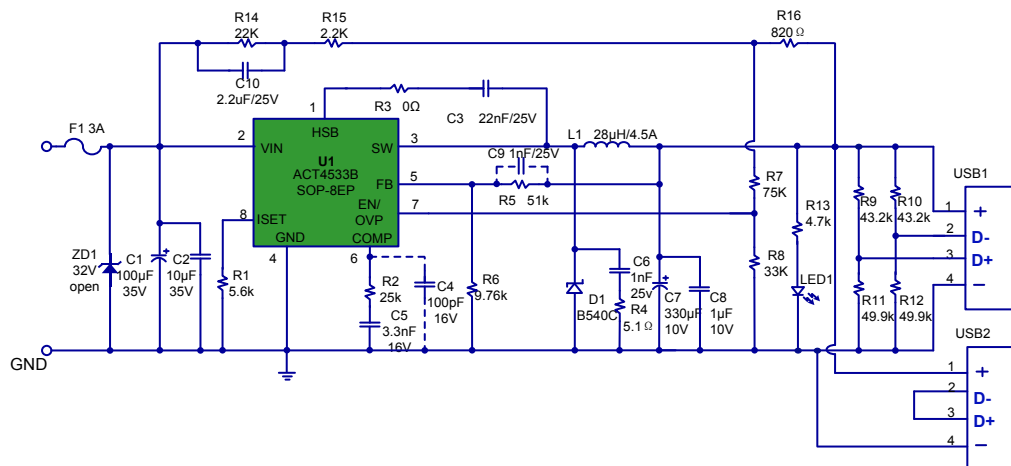 R14
22K
R15
2.2K
R16
820Ω
C10
2.2uF/25V
1
R3 0Ω
C3 22nF/25V
F1 3A
2
HSB
VIN
SW
3
L1 28μH/4.5A
U1
ACT4533B
SOP-8EP
C9 1nF/25V
FB
5
R5 51k
EN/
OVP
7
8
ISET
GND
COMP
4
6
R7
75K
R13
4.7k
R9
43.2k
R10
43.2k
USB1
1
+
2
D-
3
D+
4
−
ZD1
32V
open
C1
100μF
35V
C2
10μF
35V
R1
5.6k
R2
25k
C4
100pF
16V
C5
3.3nF
16V
R6
9.76k
D1
B540C
C6
1nF
25v
R4
5.1Ω
C7
330μF
10V
C8
1μF
10V
R8
33K
LED1
R11
49.9k
R12
49.9k
GND
USB2
1
+
2
D-
3
D+
4
−